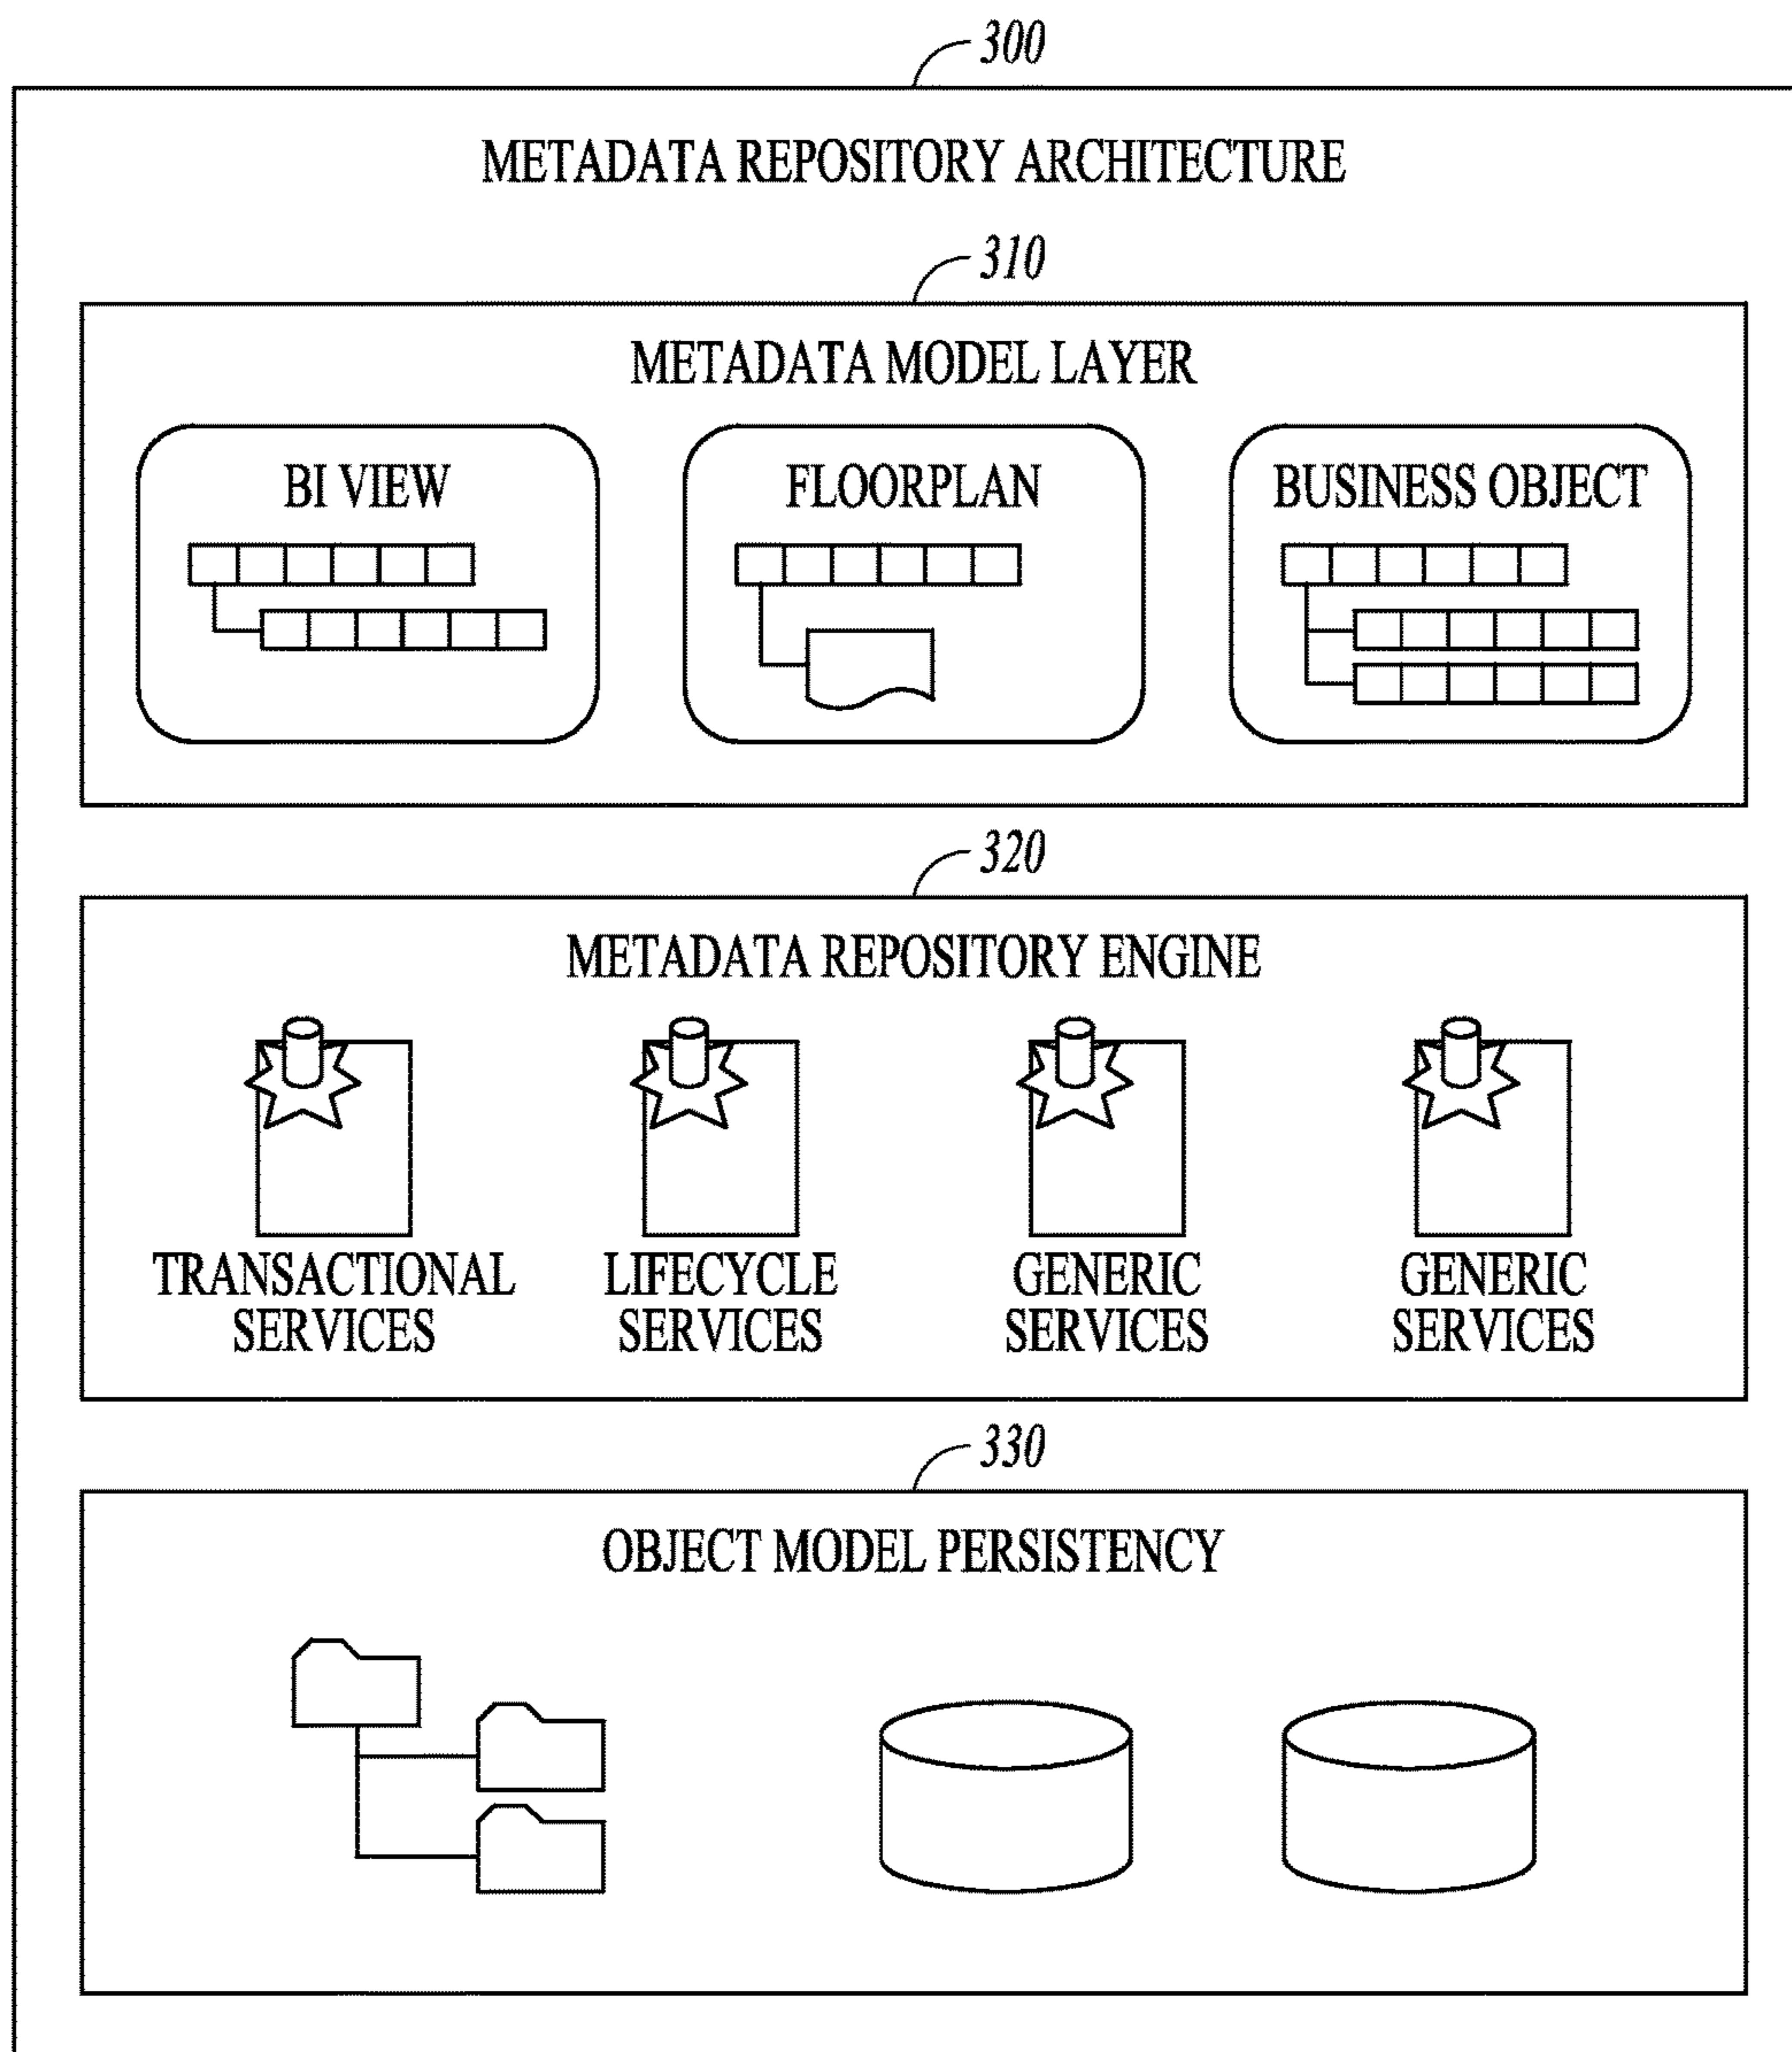 300
METADATA REPOSITORY ARCHITECTURE
310
METADATA MODEL LAYER
BI VIEW
FLOORPLAN
BUSINESS OBJECT
320
METADATA REPOSITORY ENGINE
TRANSACTIONAL
SERVICES
LIFECYCLE
SERVICES
GENERIC
SERVICES
GENERIC
SERVICES
330
OBJECT MODEL PERSISTENCY